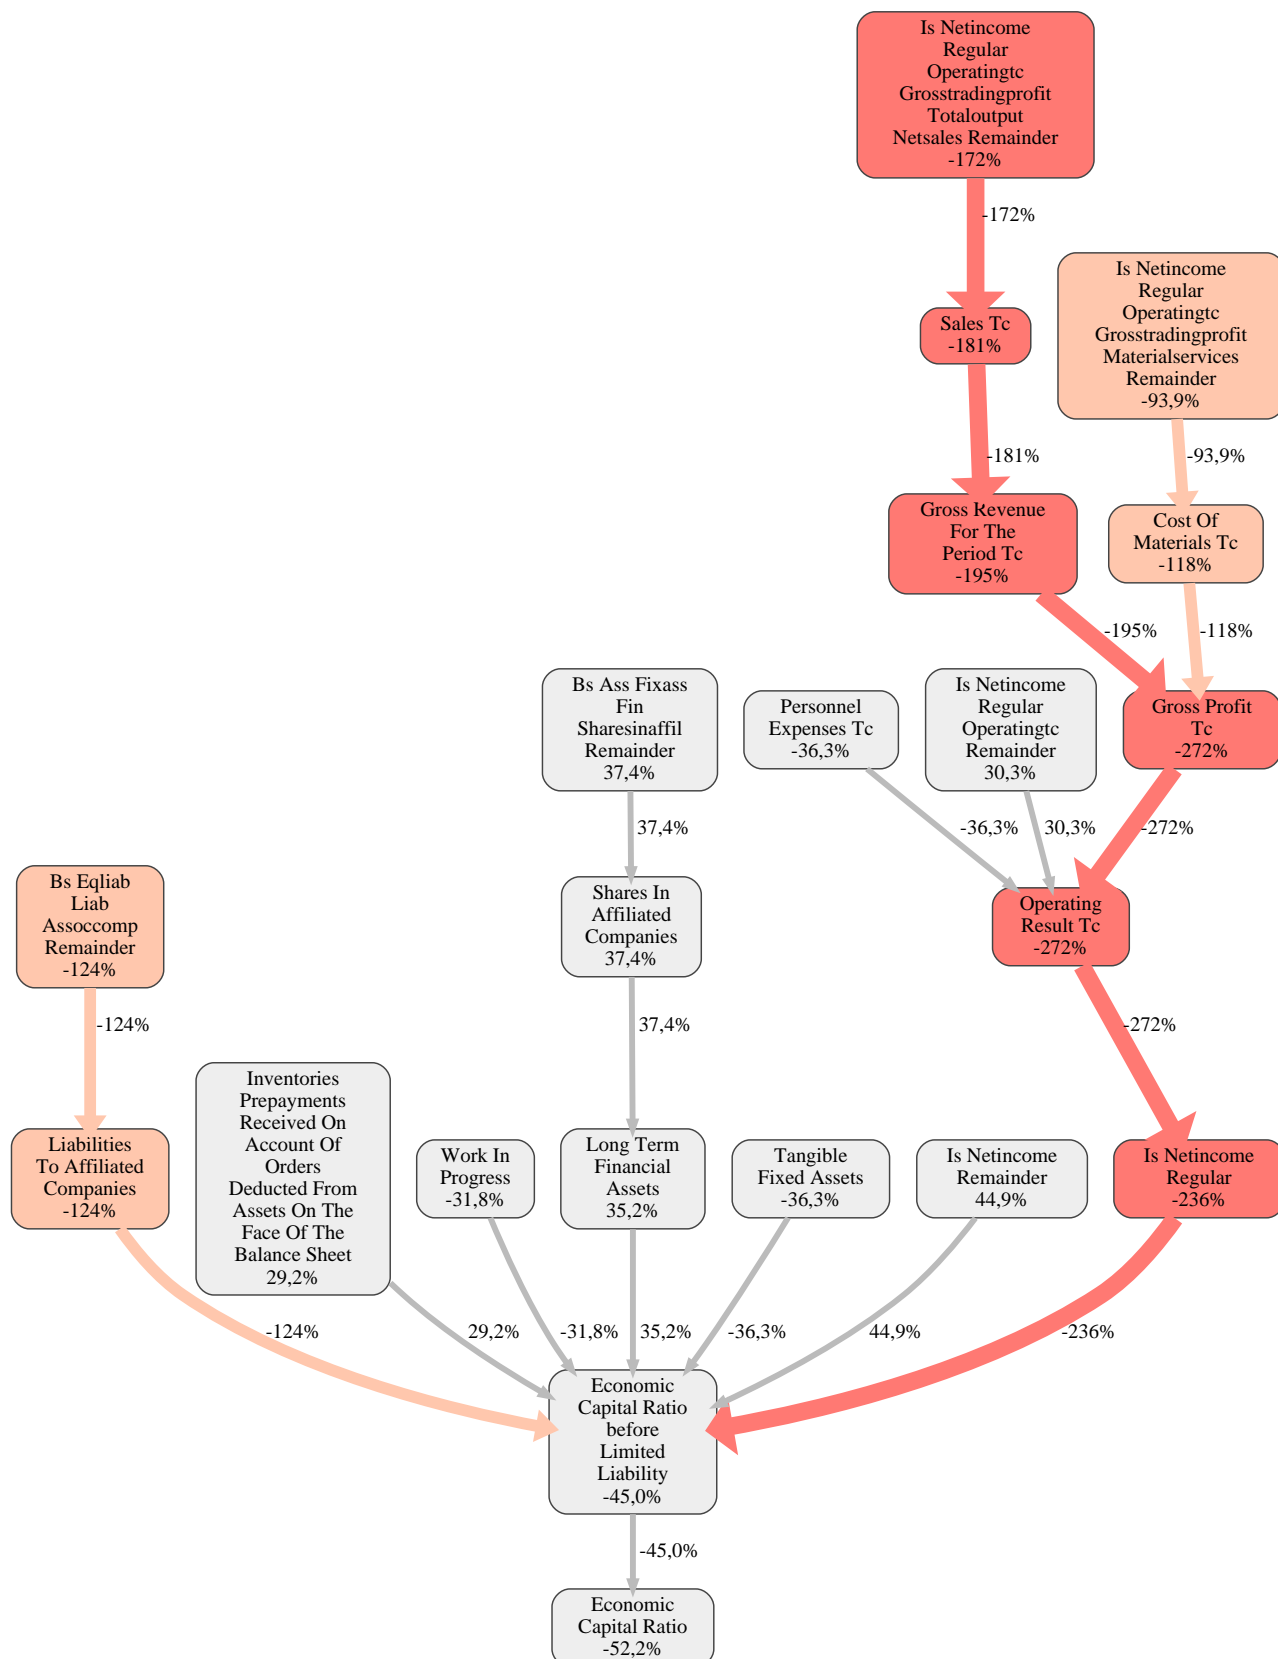 Is Netincome
Regular
Operatingtc
Grosstradingprofit
Totaloutput
Netsales Remainder
-172%
-172%
Is Netincome
Regular
Operatingtc
Grosstradingprofit
Materialservices
Remainder
-93,9%
Sales Tc
-181%
-181%
-93,9%
Gross Revenue
For The
Period Tc
-195%
Cost Of
Materials Tc
-118%
-195%
-118%
Bs Ass Fixass
Fin
Sharesinaffil
Remainder
37,4%
Personnel
Expenses Tc
-36,3%
Is Netincome
Regular
Operatingtc
Remainder
30,3%
Gross Profit
Tc
-272%
37,4%
-36,3%
30,3%
-272%
Bs Eqliab
Liab
Assoccomp
Remainder
-124%
Shares In
Affiliated
Companies
37,4%
Operating
Result Tc
-272%
-124%
37,4%
-272%
Liabilities
To Affiliated
Companies
-124%
Inventories
Prepayments
Received On
Account Of
Orders
Deducted From
Assets On The
Face Of The
Balance Sheet
29,2%
Work In
Progress
-31,8%
Long Term
Financial
Assets
35,2%
Tangible
Fixed Assets
-36,3%
Is Netincome
Remainder
44,9%
Is Netincome
Regular
-236%
-124%
29,2%
-31,8%
35,2%
-36,3%
44,9%
-236%
Economic
Capital Ratio
before
Limited
Liability
-45,0%
-45,0%
Economic
Capital Ratio
-52,2%